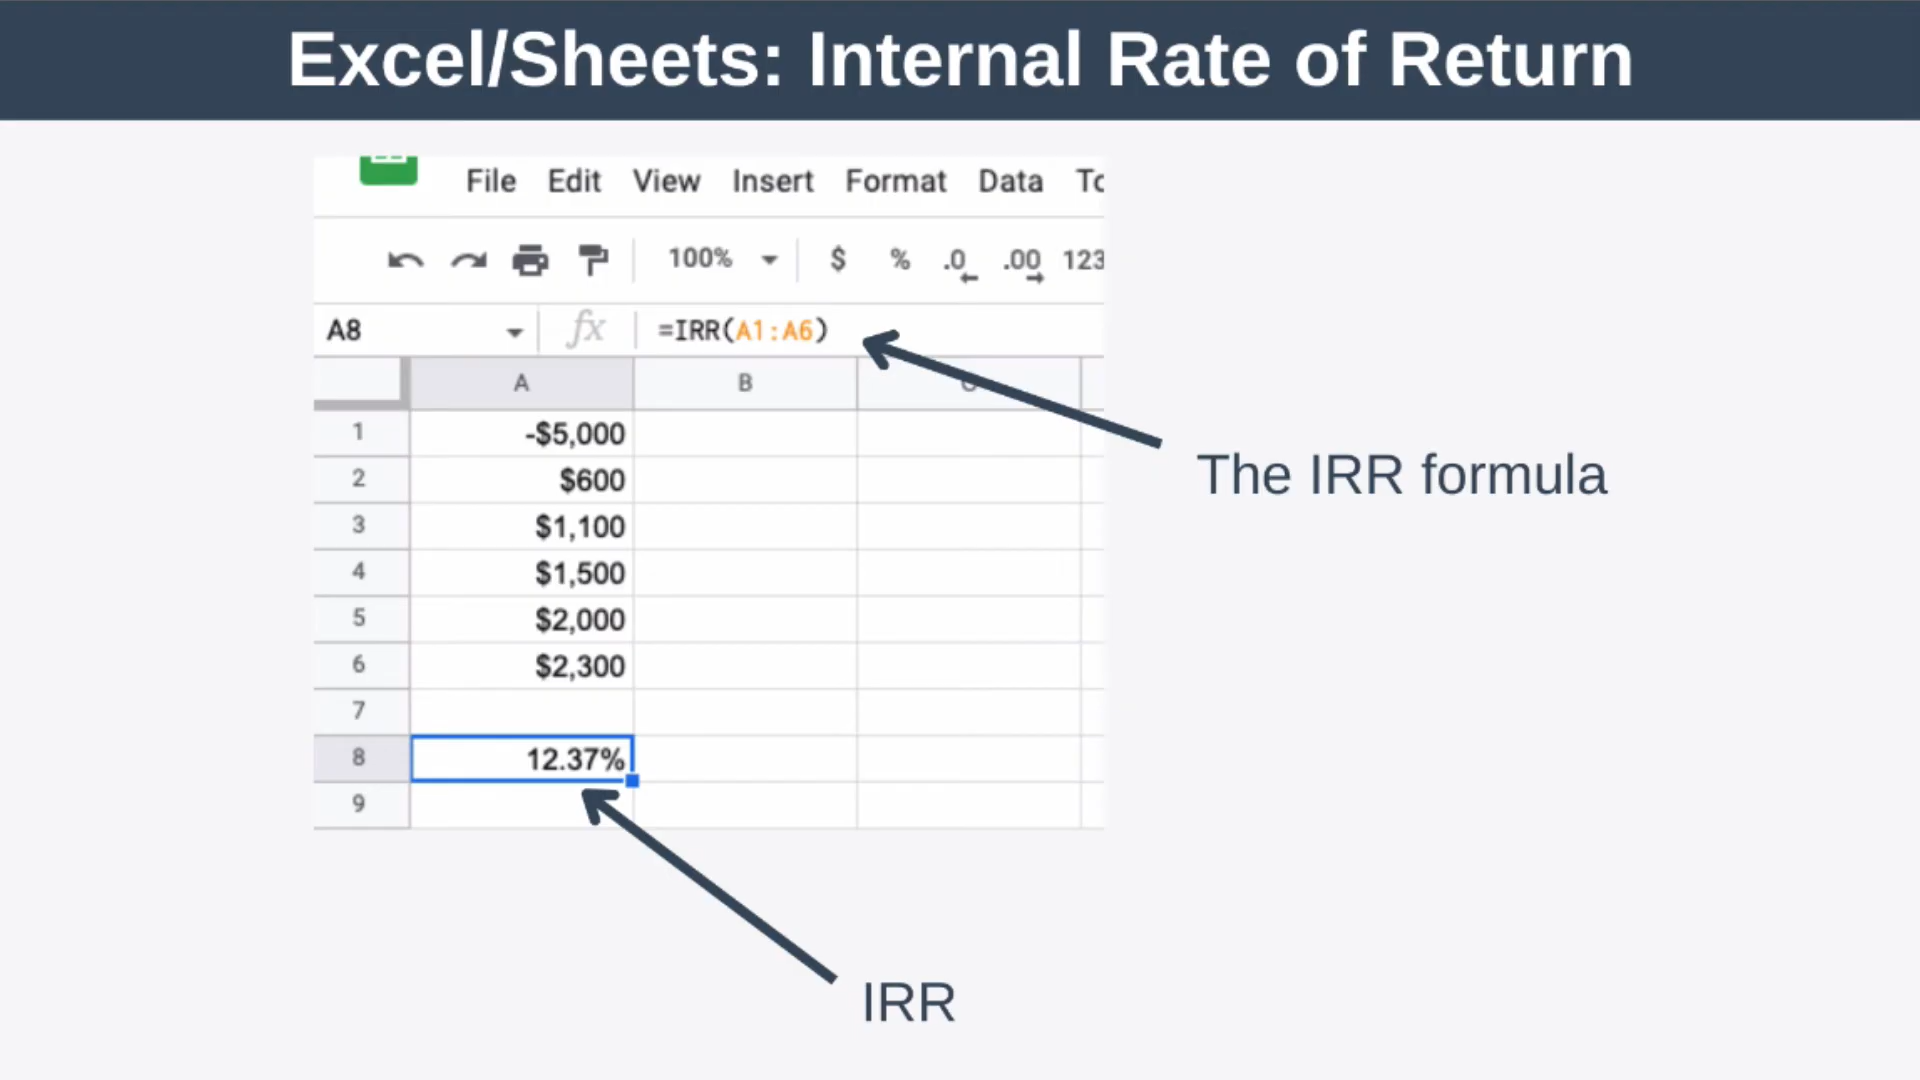 Excel/Sheets: Internal Rate of Return
File Edit View Insert Format Data
100% $ % .0 .00 123
A8 fx =IRR(A1:A6)
A B
1 -$5,000
2 $600
3 $1,100
4 $1,500
5 $2,000
6 $2,300
7
8 12.37%
9
The IRR formula
IRR